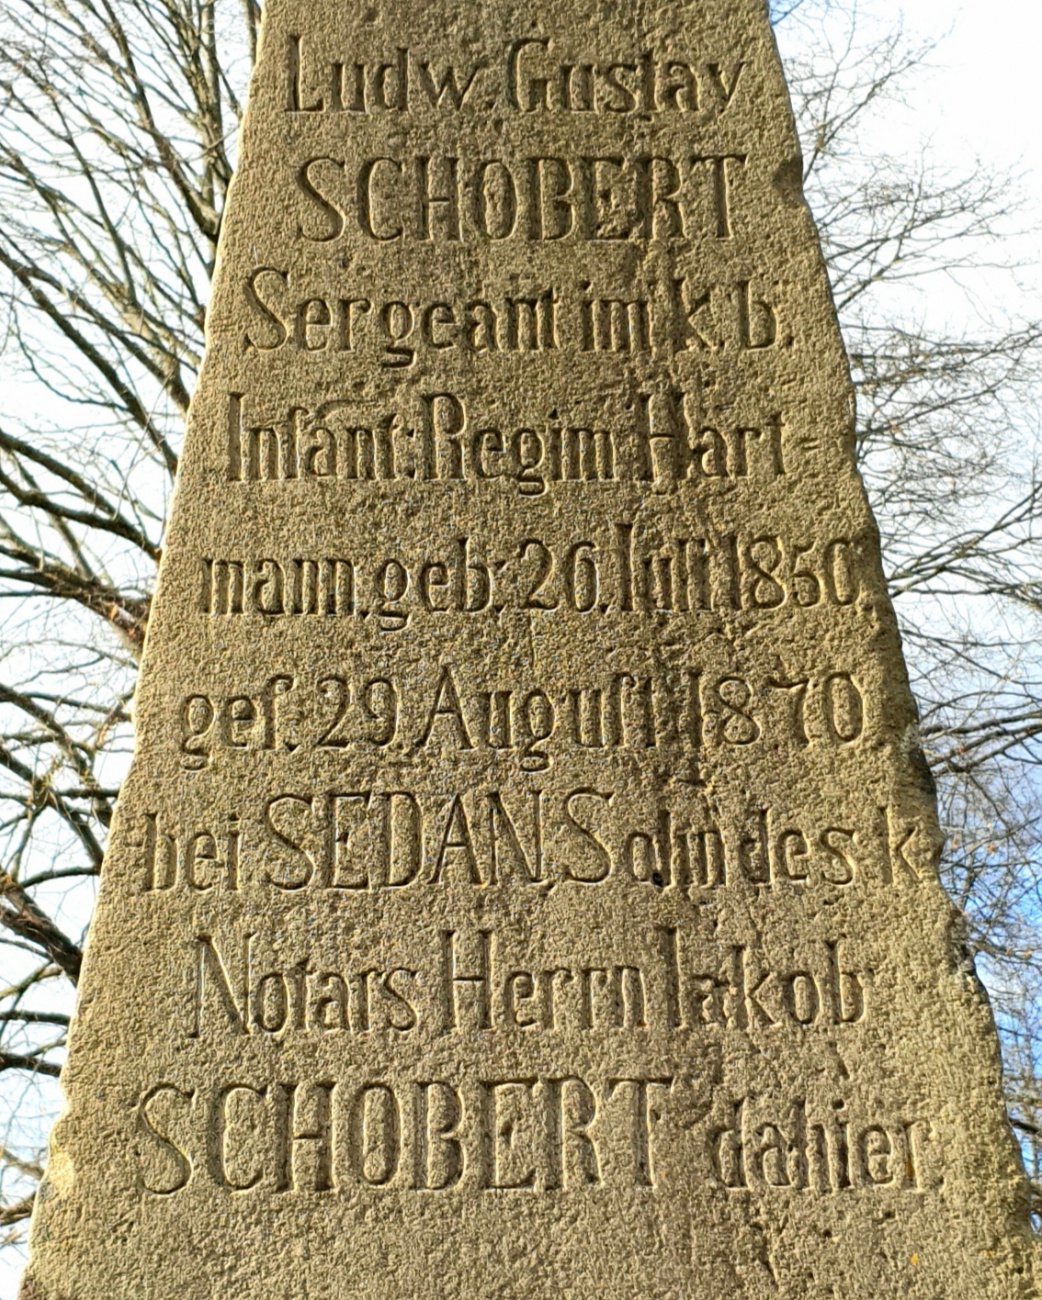 Ludw. Gustav
SCHOBERT
Sergeant im k. b.
Infant. Regim Hart-
mann. geb. 26. Juli 1850
gef. 29. Auguſt 1870
bei SEDAN Sohn des k.
Notars Herrn Jakob
SCHOBERT dahier